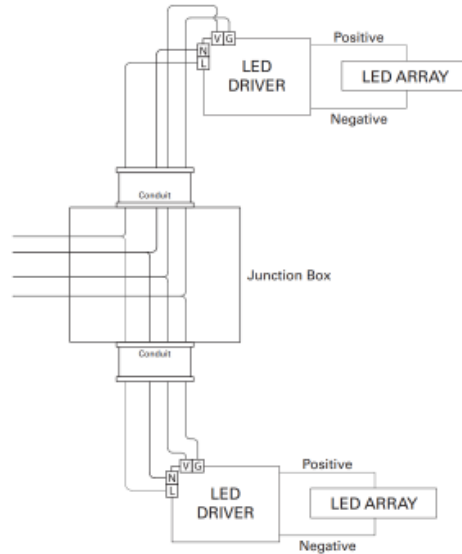 V G
N
L
LED
DRIVER
Positive
LED ARRAY
Negative
Conduit
Junction Box
Conduit
V G
N
L
LED
DRIVER
Positive
LED ARRAY
Negative